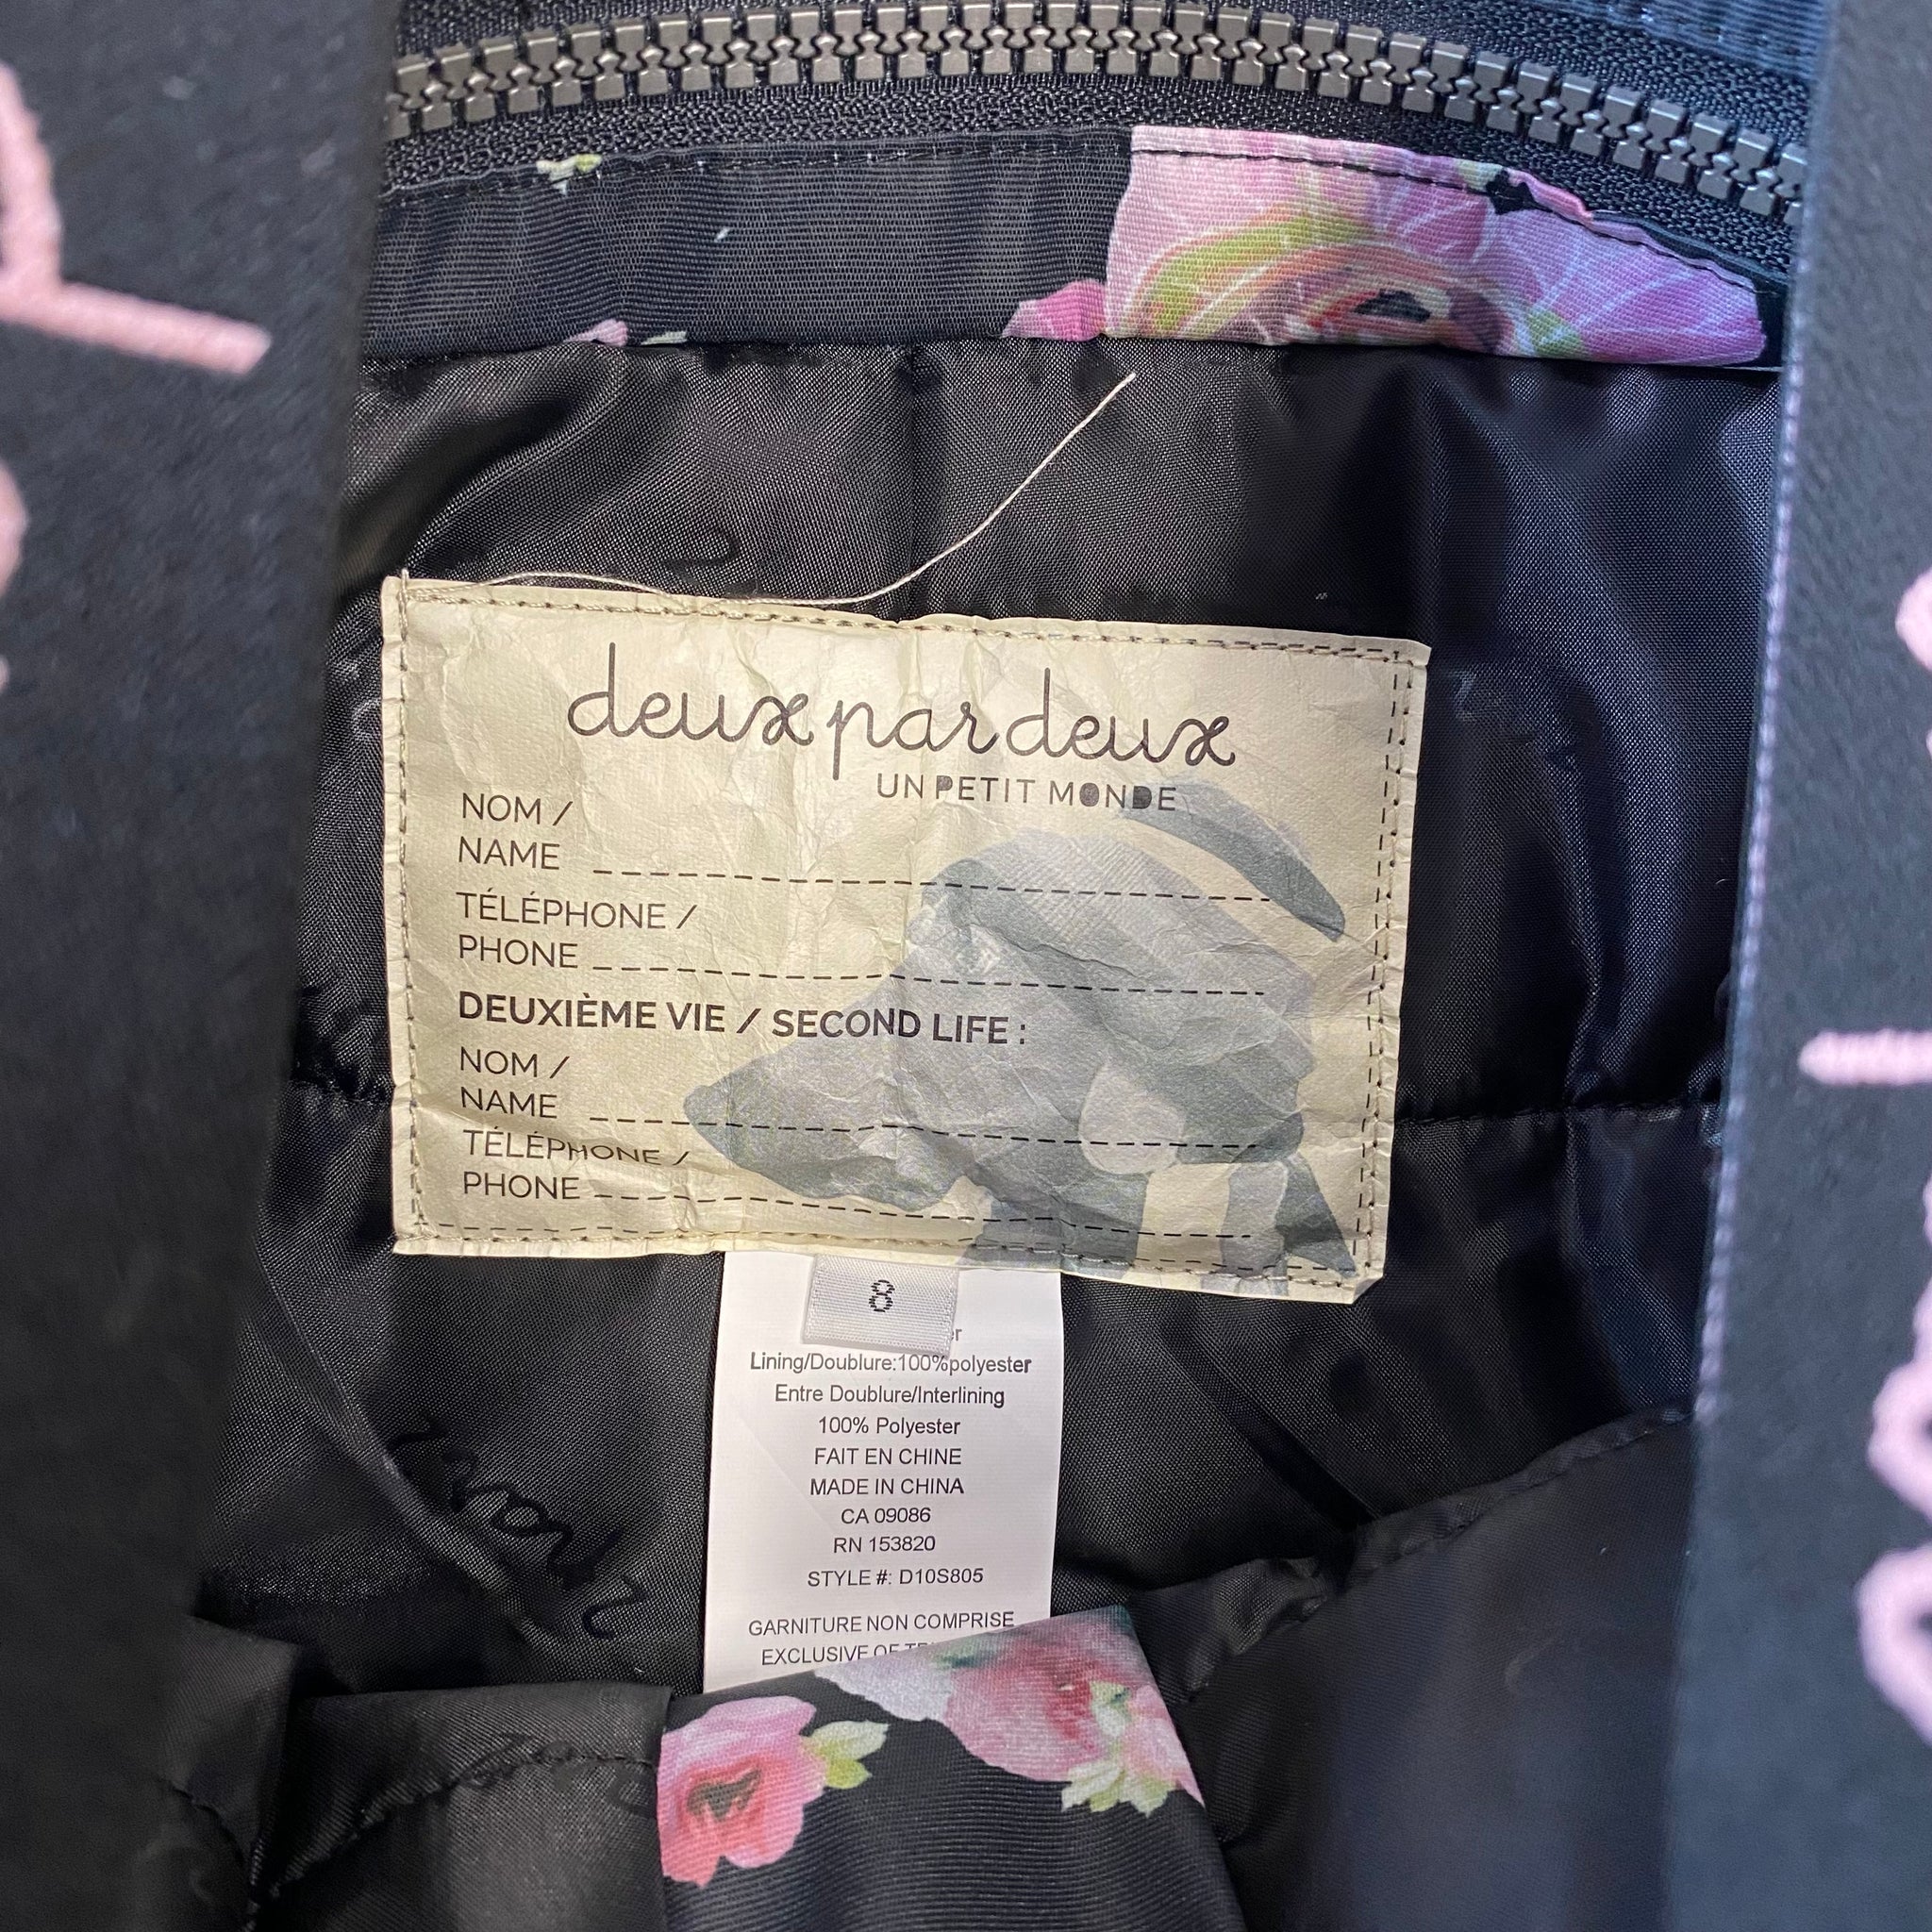 deux par deux
UN PETIT MONDE
NOM /
NAME
TÉLÉPHONE /
PHONE
DEUXIÈME VIE / SECOND LIFE :
NOM /
NAME
TÉLÉPHONE /
PHONE
8
Lining/Doublure:100%polyester
Entre Doublure/Interlining
100% Polyester
FAIT EN CHINE
MADE IN CHINA
CA 09086
RN 153820
STYLE #: D10S805
GARNITURE NON COMPRISE
EXCLUSIVE OF